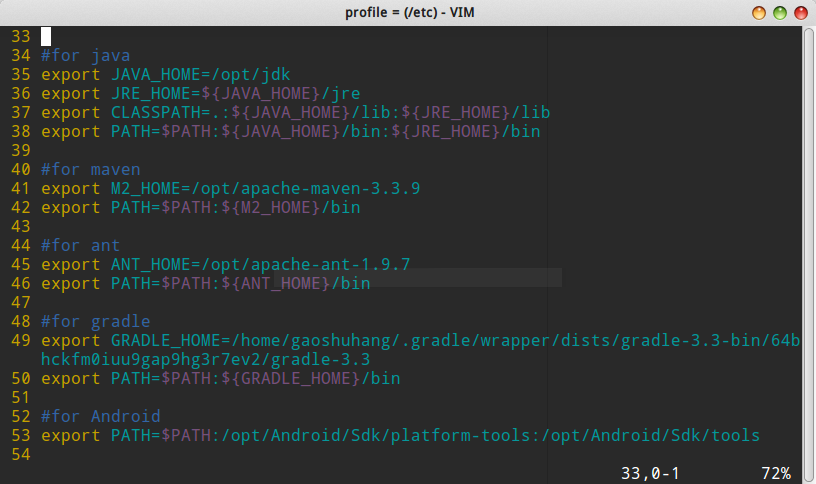 profile = (/etc) - VIM
33
34 #for java
35 export JAVA_HOME=/opt/jdk
36 export JRE_HOME=${JAVA_HOME}/jre
37 export CLASSPATH=.:${JAVA_HOME}/lib:${JRE_HOME}/lib
38 export PATH=$PATH:${JAVA_HOME}/bin:${JRE_HOME}/bin
39
40 #for maven
41 export M2_HOME=/opt/apache-maven-3.3.9
42 export PATH=$PATH:${M2_HOME}/bin
43
44 #for ant
45 export ANT_HOME=/opt/apache-ant-1.9.7
46 export PATH=$PATH:${ANT_HOME}/bin
47
48 #for gradle
49 export GRADLE_HOME=/home/gaoshuhang/.gradle/wrapper/dists/gradle-3.3-bin/64b
hckfm0iuu9gap9hg3r7ev2/gradle-3.3
50 export PATH=$PATH:${GRADLE_HOME}/bin
51
52 #for Android
53 export PATH=$PATH:/opt/Android/Sdk/platform-tools:/opt/Android/Sdk/tools
54
33,0-1 72%